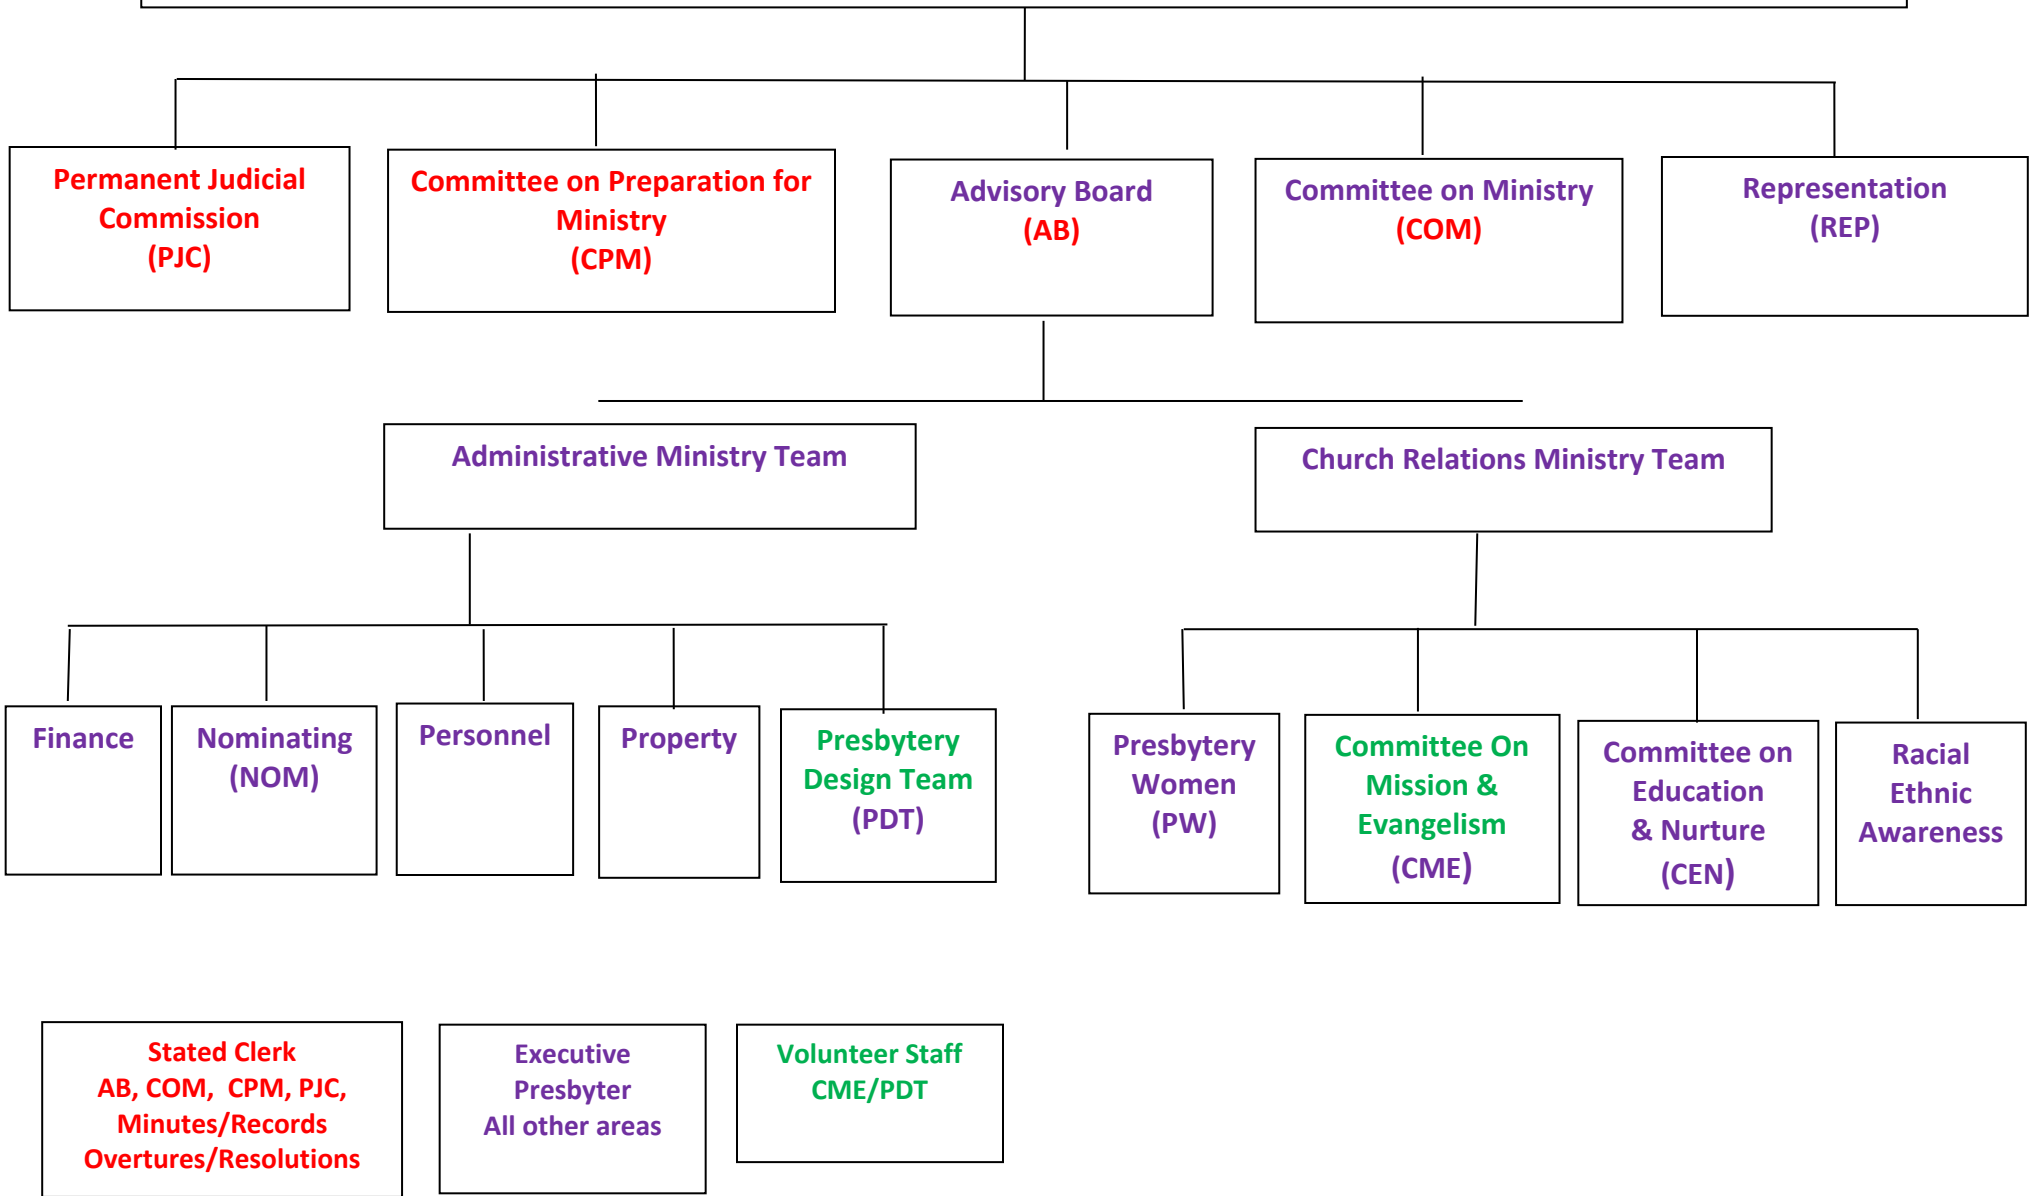 Permanent Judicial
Commission
(PJC)
Committee on Preparation for
Ministry
(CPM)
Advisory Board
(AB)
Committee on Ministry
(COM)
Representation
(REP)
Administrative Ministry Team
Church Relations Ministry Team
Finance
Nominating
(NOM)
Personnel
Property
Presbytery
Design Team
(PDT)
Presbytery
Women
(PW)
Committee On
Mission &
Evangelism
(CME)
Committee on
Education
& Nurture
(CEN)
Racial
Ethnic
Awareness
Stated Clerk
AB, COM, CPM, PJC,
Minutes/Records
Overtures/Resolutions
Executive
Presbyter
All other areas
Volunteer Staff
CME/PDT